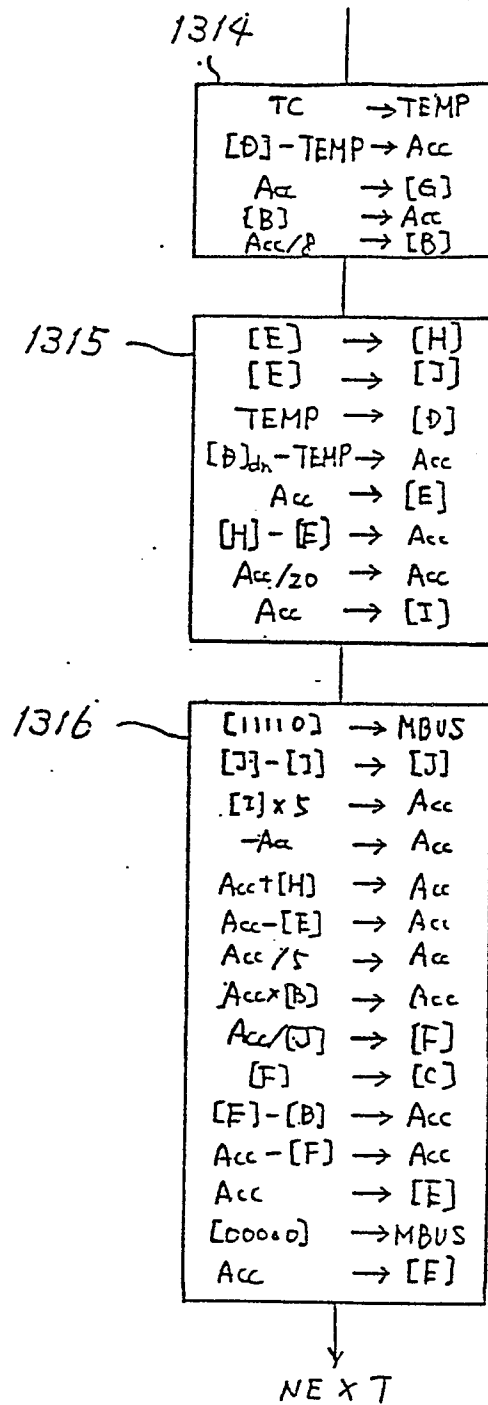 1314
TC → TEMP
[D] - TEMP → Acc
Acc → [G]
[B] → Acc
Acc/8 → [B]
1315
[E] → [H]
[E] → [J]
TEMP → [D]
[D]dn - TEMP → Acc
Acc → [E]
[H] - [E] → Acc
Acc/20 → Acc
Acc → [I]
1316
[11110] → MBUS
[J] - [I] → [J]
[I] x 5 → Acc
-Acc → Acc
Acc + [H] → Acc
Acc - [E] → Acc
Acc / 5 → Acc
Acc x [B] → Acc
Acc/[J] → [F]
[F] → [C]
[E] - [B] → Acc
Acc - [F] → Acc
Acc → [E]
[00000] → MBUS
Acc → [E]
NEXT